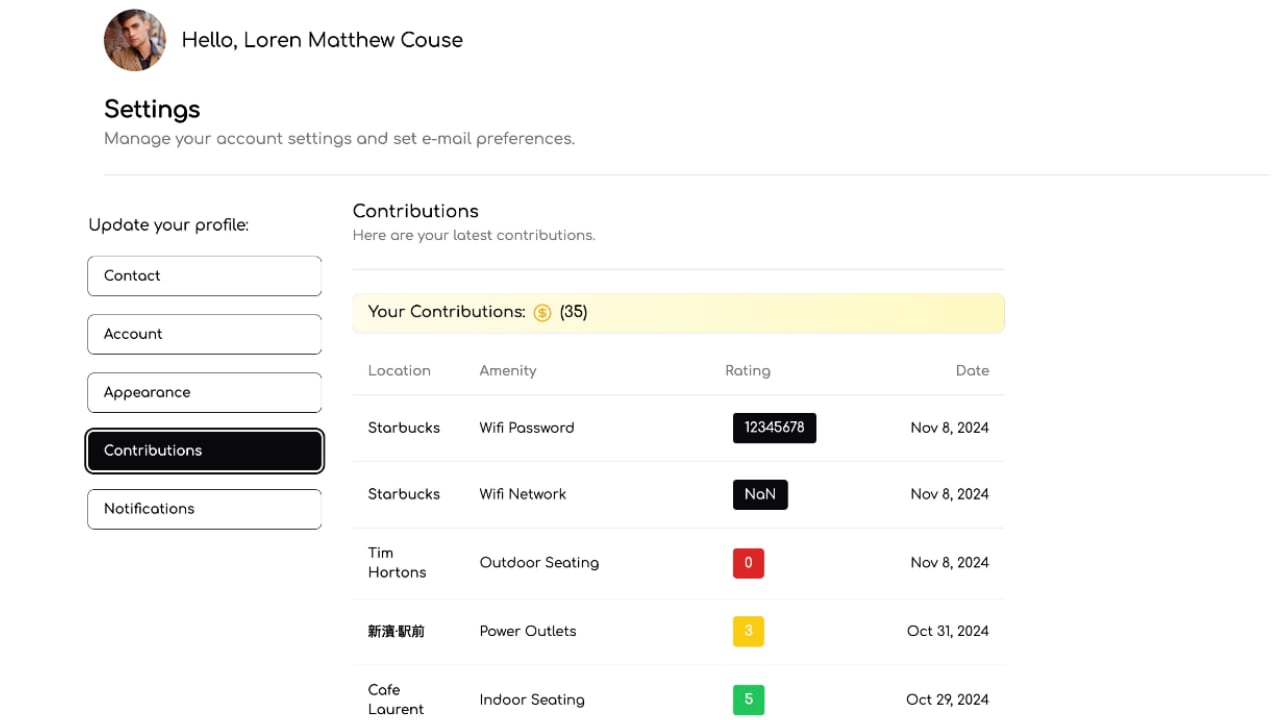 Hello, Loren Matthew Couse
Settings
Manage your account settings and set e-mail preferences.
Update your profile:
Contact
Account
Appearance
Contributions
Notifications
Contributions
Here are your latest contributions.
Your Contributions: (35)
Location Amenity Rating Date
Starbucks Wifi Password 12345678 Nov 8, 2024
Starbucks Wifi Network NaN Nov 8, 2024
Tim
Hortons Outdoor Seating 0 Nov 8, 2024
新濱·駅前 Power Outlets 3 Oct 31, 2024
Cafe
Laurent Indoor Seating 5 Oct 29, 2024